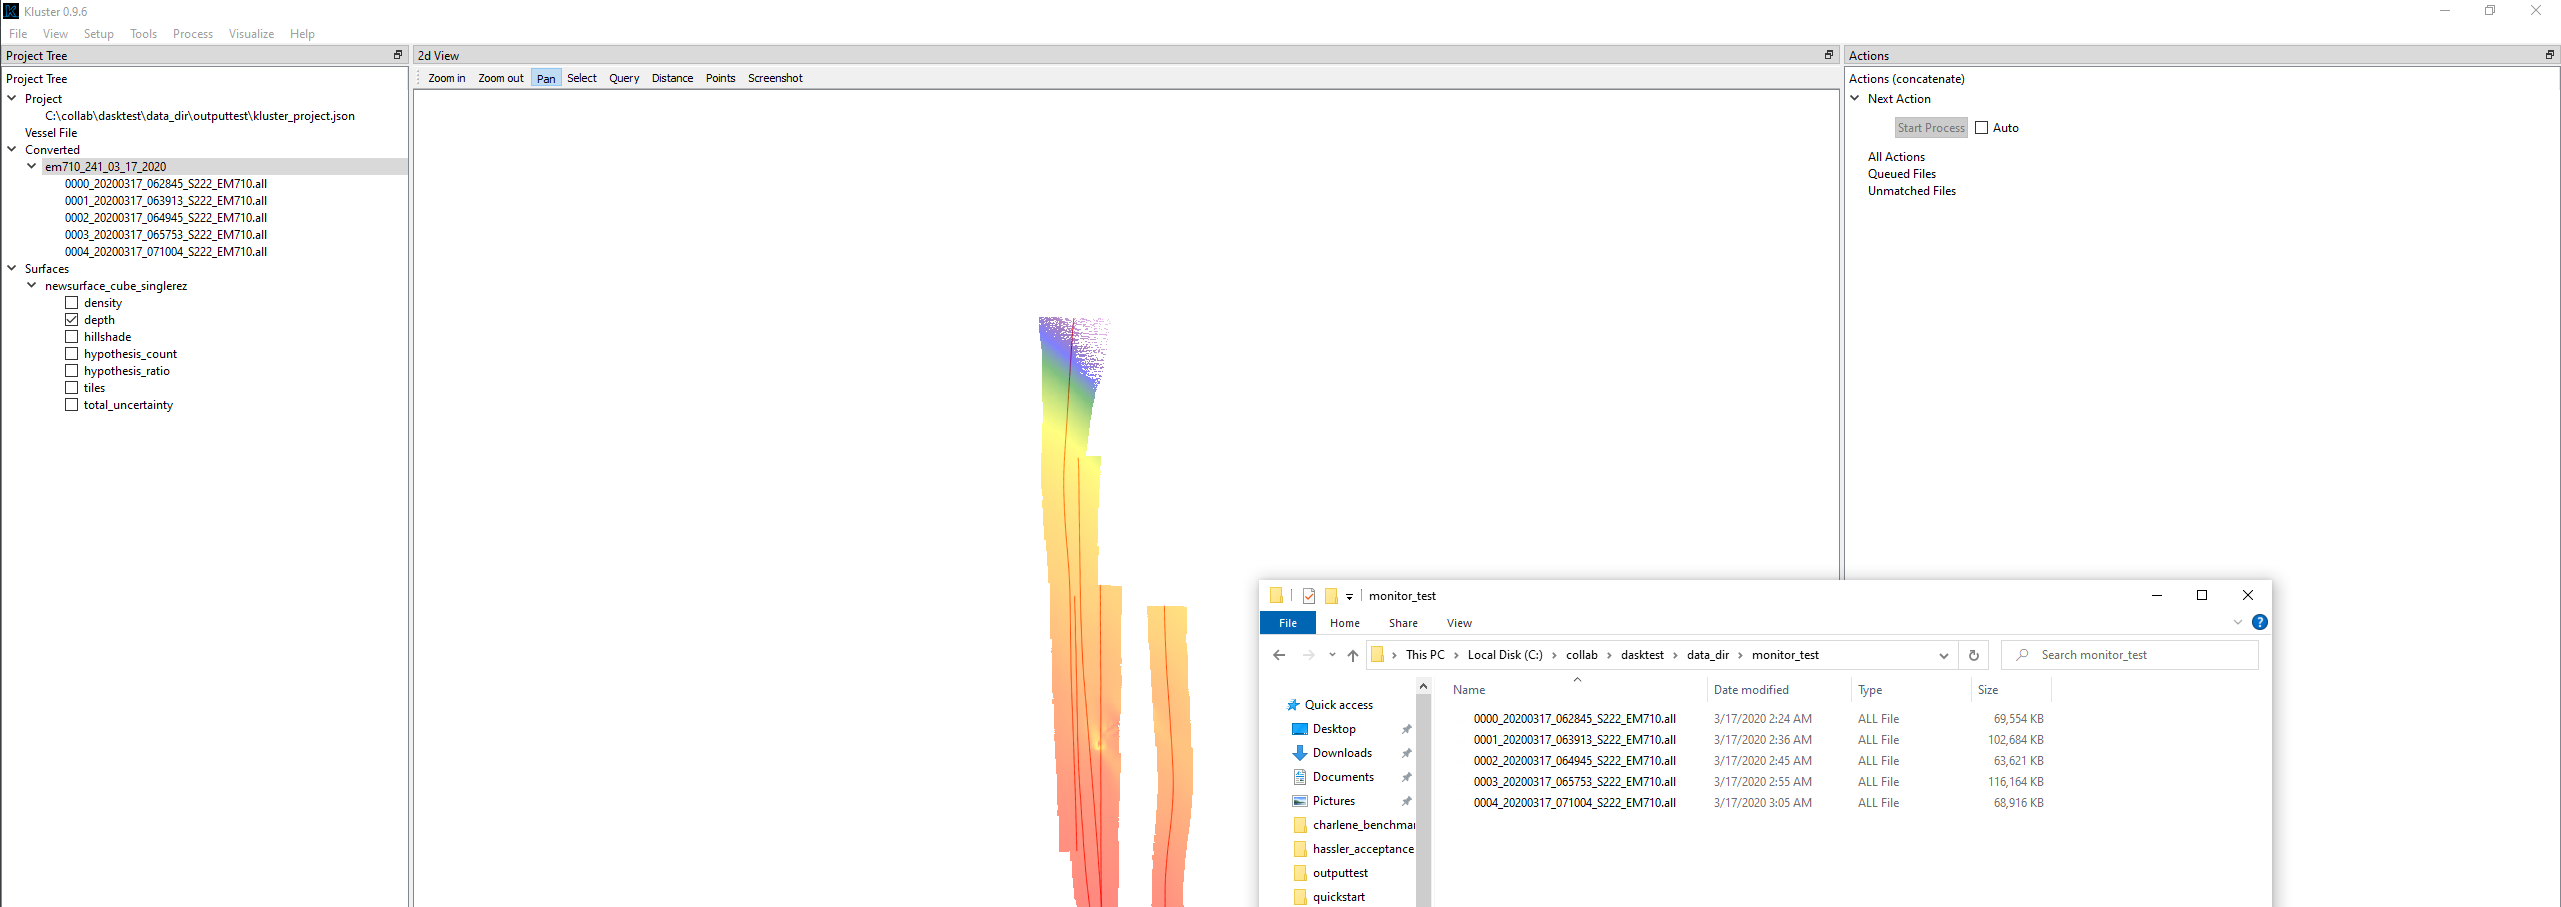 Kluster 0.9.6
File View Setup Tools Process Visualize Help
Project Tree
Project Tree
Project
C:\collab\dasktest\data_dir\outputtest\kluster_project.json
Vessel File
Converted
em710_241_03_17_2020
0000_20200317_062845_S222_EM710.all
0001_20200317_063913_S222_EM710.all
0002_20200317_064945_S222_EM710.all
0003_20200317_065753_S222_EM710.all
0004_20200317_071004_S222_EM710.all
Surfaces
newsurface_cube_singlerez
density
depth
hillshade
hypothesis_count
hypothesis_ratio
tiles
total_uncertainty
2d View
Zoom in Zoom out Pan Select Query Distance Points Screenshot
Actions
Actions (concatenate)
Next Action
Start Process Auto
All Actions
Queued Files
Unmatched Files
monitor_test
File Home Share View
This PC Local Disk (C:) collab dasktest data_dir monitor_test
Search monitor_test
Quick access
Desktop
Downloads
Documents
Pictures
charlene_benchmar
hassler_acceptance
outputtest
quickstart
Name Date modified Type Size
0000_20200317_062845_S222_EM710.all 3/17/2020 2:24 AM ALL File 69,554 KB
0001_20200317_063913_S222_EM710.all 3/17/2020 2:36 AM ALL File 102,684 KB
0002_20200317_064945_S222_EM710.all 3/17/2020 2:45 AM ALL File 63,621 KB
0003_20200317_065753_S222_EM710.all 3/17/2020 2:55 AM ALL File 116,164 KB
0004_20200317_071004_S222_EM710.all 3/17/2020 3:05 AM ALL File 68,916 KB